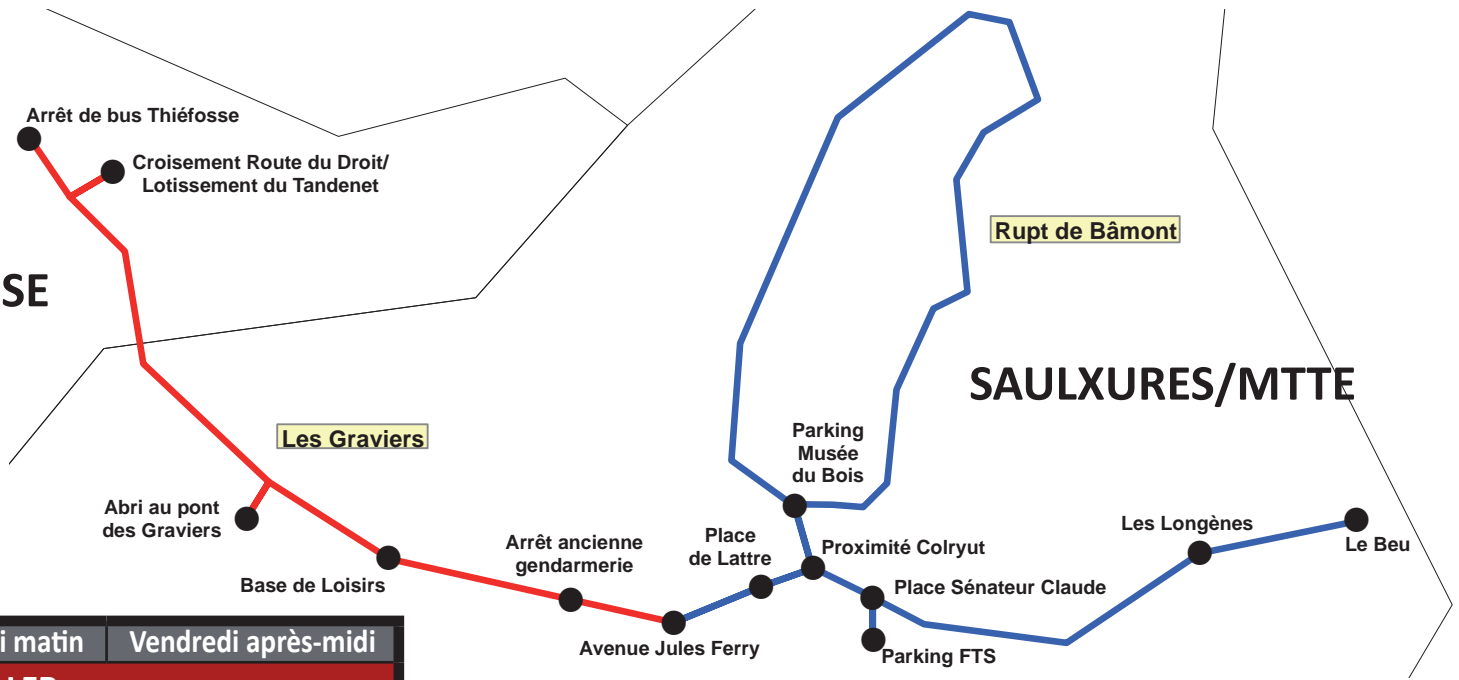 Arrêt de bus Thiéfosse
Croisement Route du Droit/
Lotissement du Tandenet
Rupt de Bâmont
SE
SAULXURES/MTTE
Les Graviers
Parking
Musée
du Bois
Abri au pont
des Graviers
Arrêt ancienne
gendarmerie
Place
de Lattre
Proximité Colryut
Les Longènes
Le Beu
Base de Loisirs
Place Sénateur Claude
Avenue Jules Ferry
Parking FTS
i matin
Vendredi après-midi